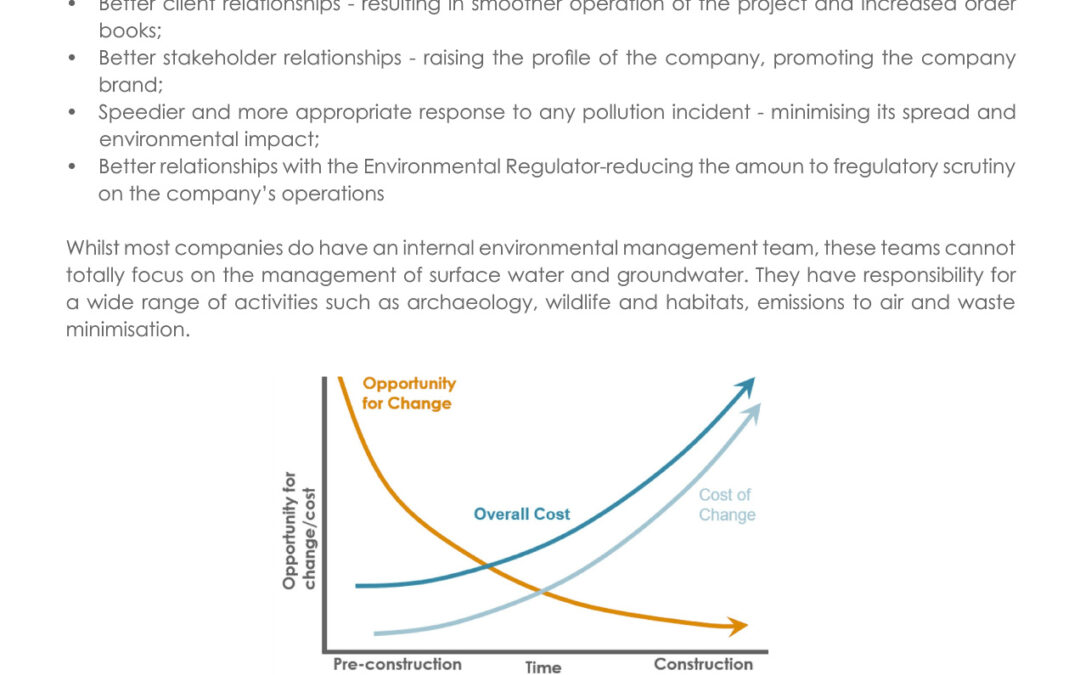 • Better client relationships - resulting in smoother operation of the project and increased order
books;
• Better stakeholder relationships - raising the profile of the company, promoting the company
brand;
• Speedier and more appropriate response to any pollution incident - minimising its spread and
environmental impact;
• Better relationships with the Environmental Regulator-reducing the amoun to fregulatory scrutiny
on the company's operations
Whilst most companies do have an internal environmental management team, these teams cannot
totally focus on the management of surface water and groundwater. They have responsibility for
a wide range of activities such as archaeology, wildlife and habitats, emissions to air and waste
minimisation.
Opportunity
for Change
Overall Cost
Cost of
Change
Opportunity for
change/cost
Pre-construction
Time
Construction